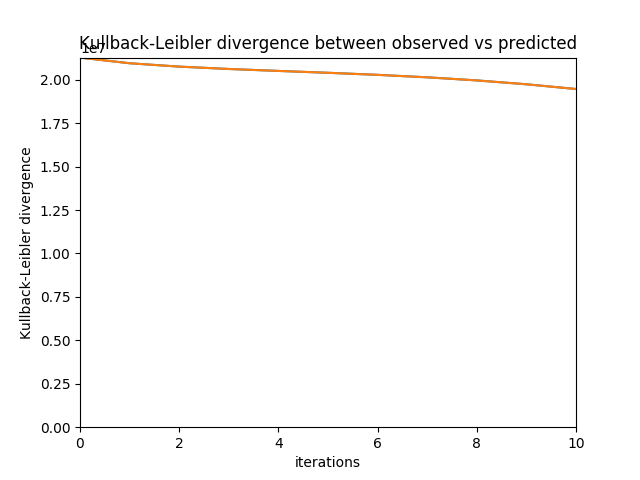 Kullback-Leibler divergence between observed vs predicted
1e7
2.00
1.75
1.50
1.25
1.00
0.75
0.50
0.25
0.00
Kullback-Leibler divergence
0 2 4 6 8 10
iterations